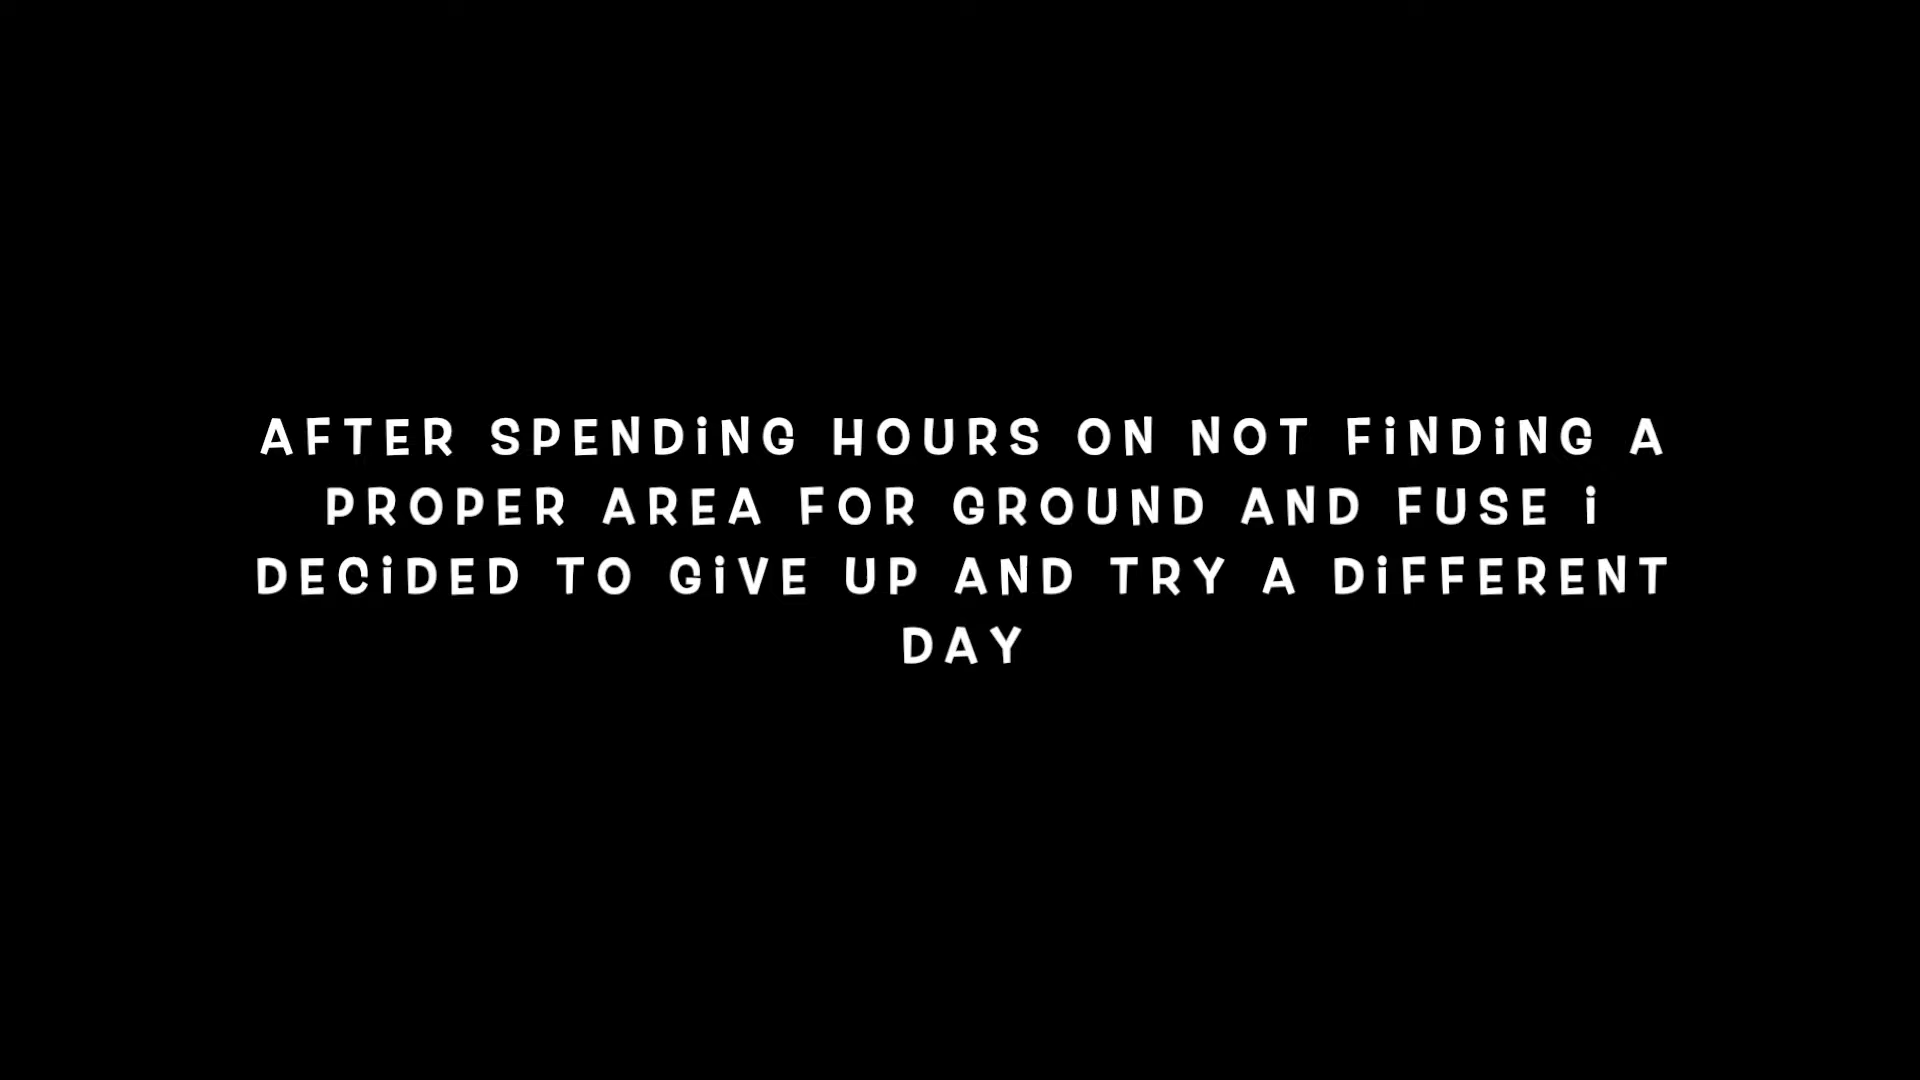 AFTER SPENDiNG HOURS ON NOT FiNDiNG A
PROPER AREA FOR GROUND AND FUSE i
DECiDED TO GiVE UP AND TRY A DiFFERENT
DAY